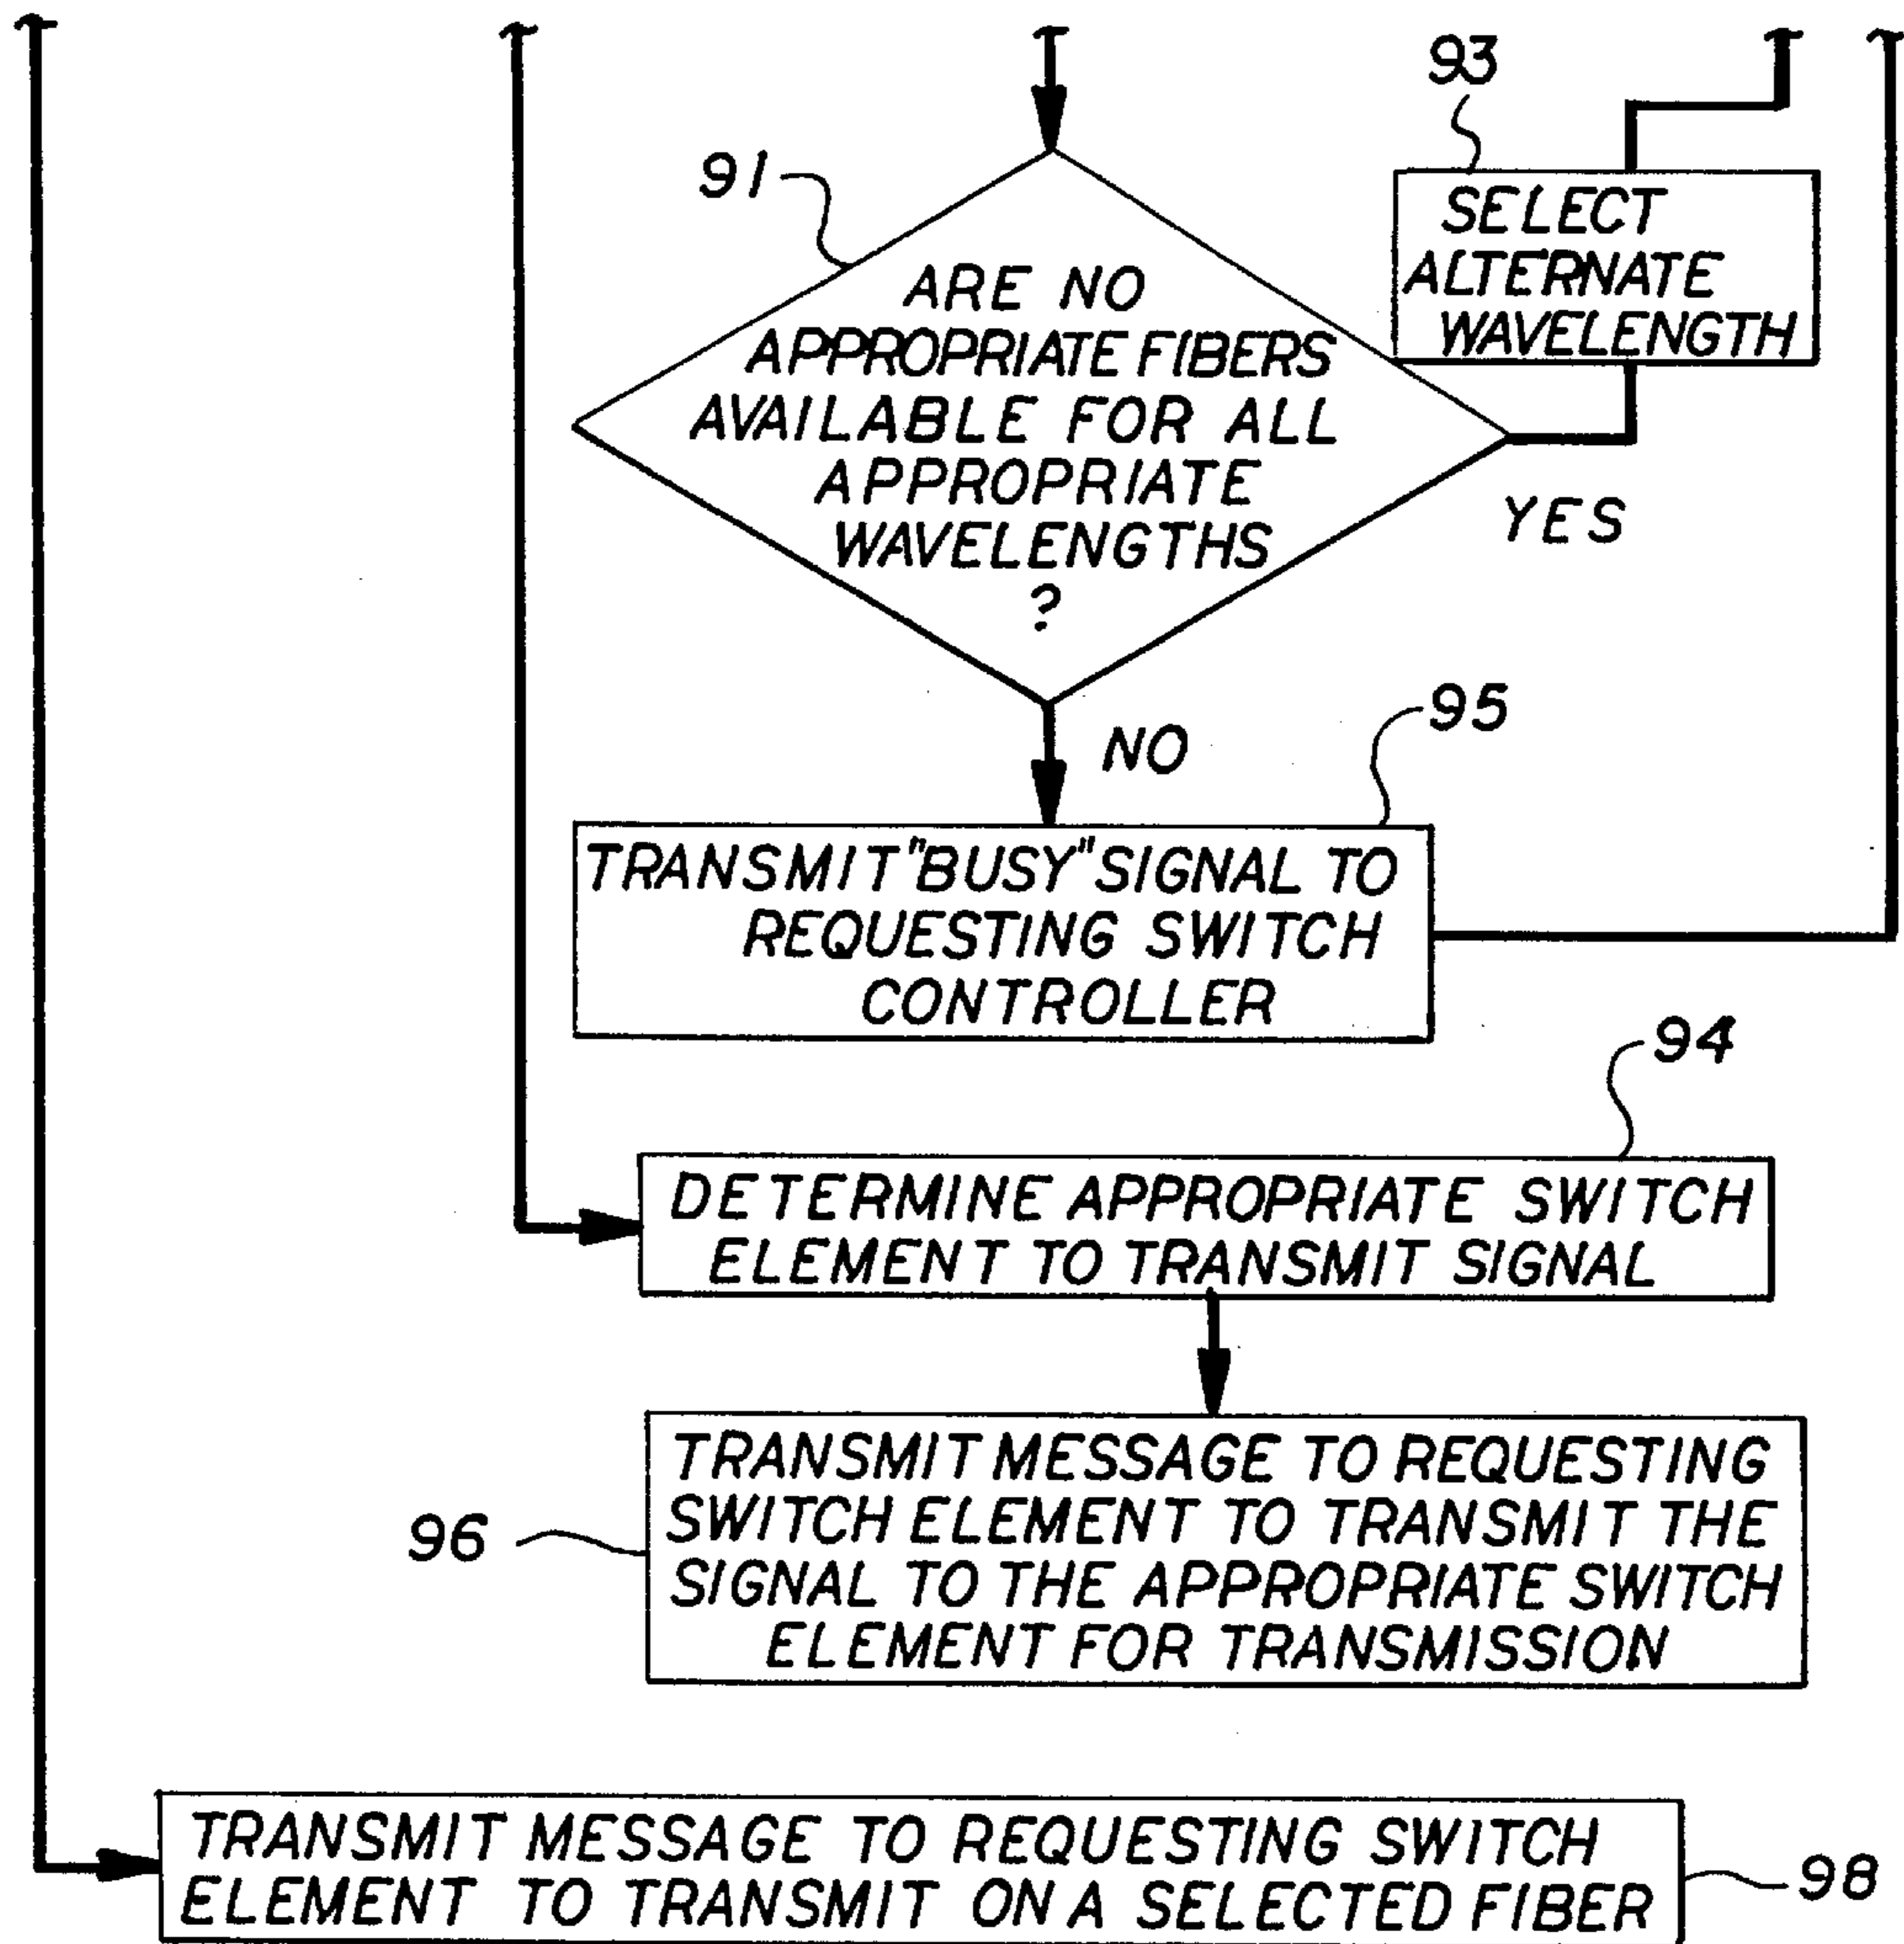 93
SELECT
ALTERNATE
WAVELENGTH
91
ARE NO
APPROPRIATE FIBERS
AVAILABLE FOR ALL
APPROPRIATE
WAVELENGTHS
?
YES
NO
95
TRANSMIT "BUSY" SIGNAL TO
REQUESTING SWITCH
CONTROLLER
94
DETERMINE APPROPRIATE SWITCH
ELEMENT TO TRANSMIT SIGNAL
96
TRANSMIT MESSAGE TO REQUESTING
SWITCH ELEMENT TO TRANSMIT THE
SIGNAL TO THE APPROPRIATE SWITCH
ELEMENT FOR TRANSMISSION
TRANSMIT MESSAGE TO REQUESTING SWITCH
ELEMENT TO TRANSMIT ON A SELECTED FIBER
98